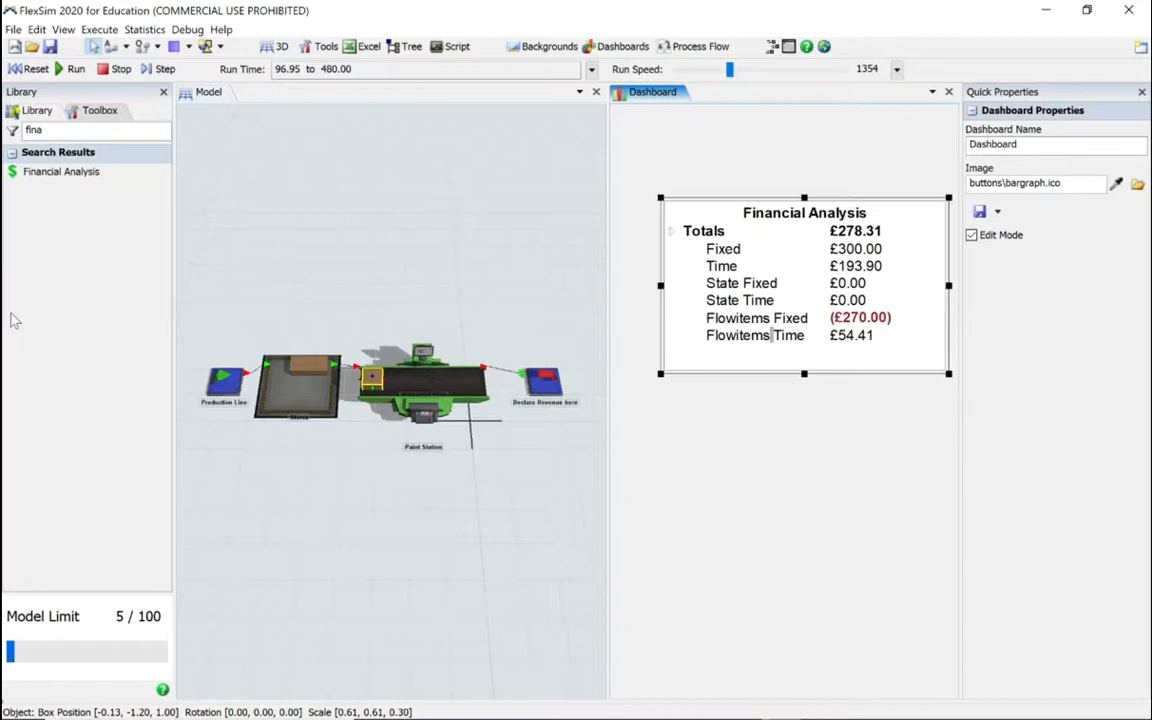 FlexSim 2020 for Education (COMMERCIAL USE PROHIBITED)
File Edit View Execute Statistics Debug Help
3D Tools Excel Tree Script Backgrounds Dashboards Process Flow
Reset Run Stop Step Run Time: 96.95 to 480.00 Run Speed: 1354
Library Model Dashboard Quick Properties
Library Toolbox
fina
Search Results
$ Financial Analysis
Dashboard Properties
Dashboard Name
Dashboard
Image
buttons\bargraph.ico
Edit Mode
Financial Analysis
Totals £278.31
Fixed £300.00
Time £193.90
State Fixed £0.00
State Time £0.00
Flowitems Fixed (£270.00)
Flowitems Time £54.41
Production Line
Declare Revenue here
Paint Station
Model Limit 5 / 100
Object: Box Position [-0.13, -1.20, 1.00] Rotation [0.00, 0.00, 0.00] Scale [0.61, 0.61, 0.30]